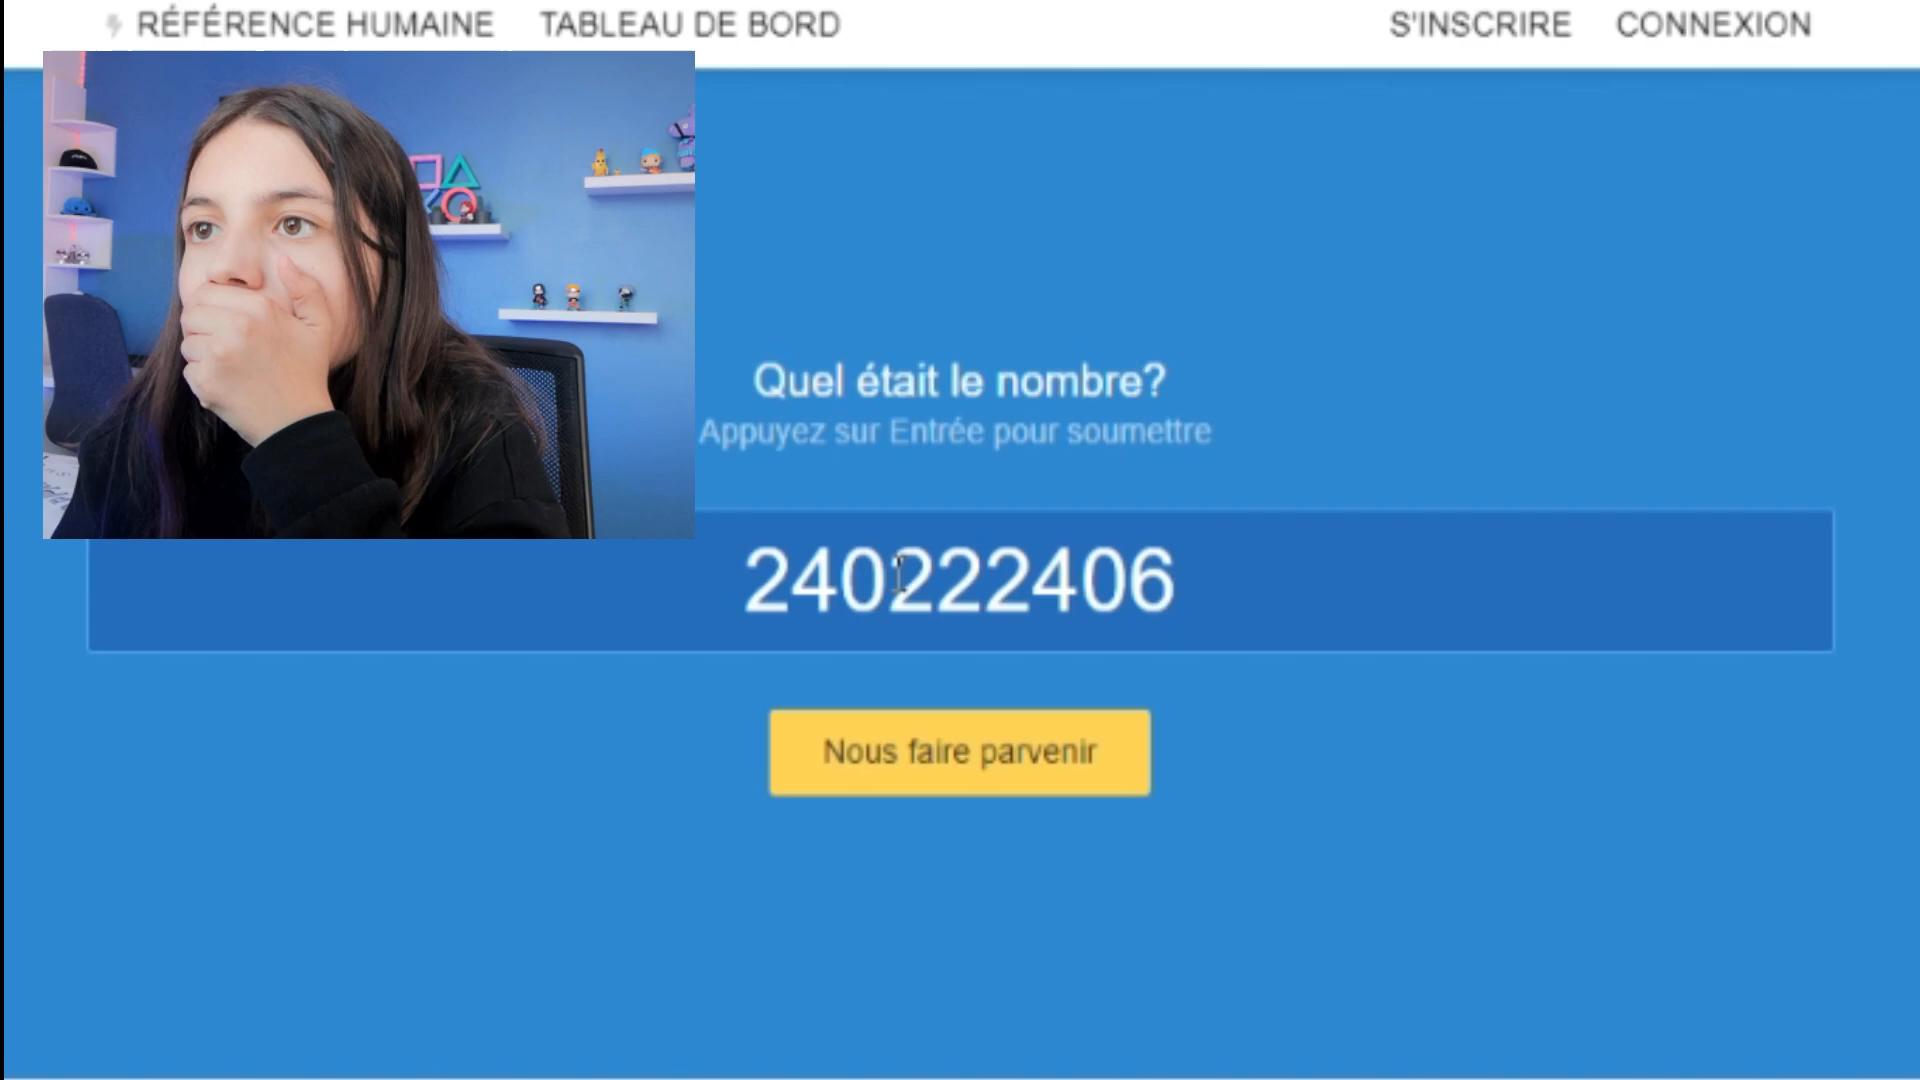 RÉFÉRENCE HUMAINE TABLEAU DE BORD S'INSCRIRE CONNEXION
Quel était le nombre?
Appuyez sur Entrée pour soumettre
240222406
Nous faire parvenir